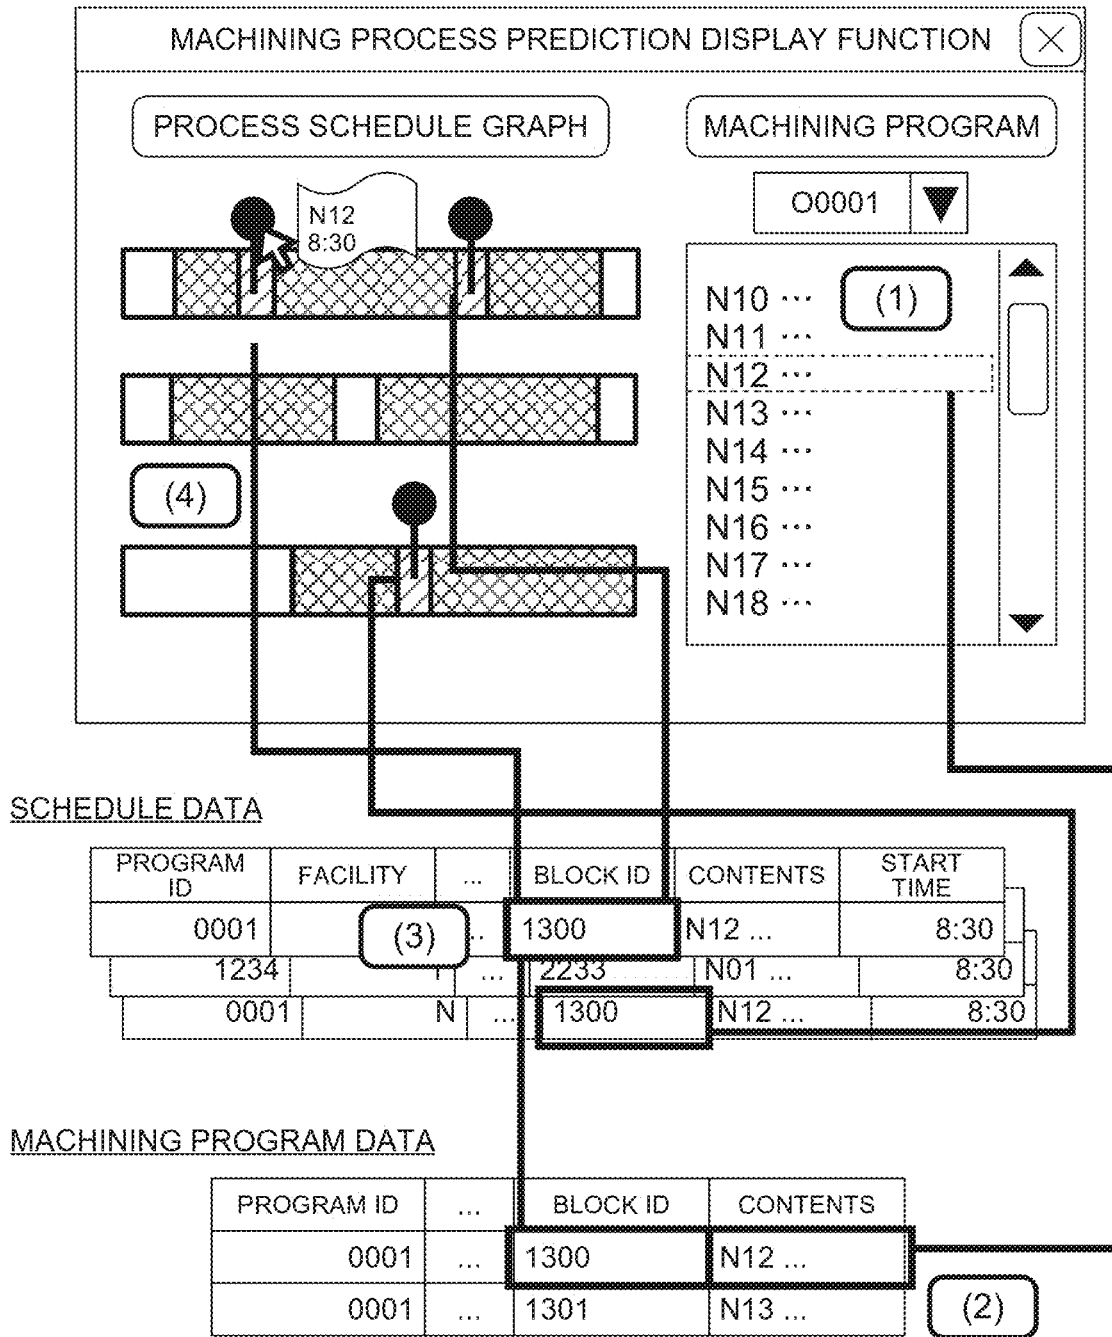 MACHINING PROCESS PREDICTION DISPLAY FUNCTION
PROCESS SCHEDULE GRAPH
MACHINING PROGRAM
N12
8:30
O0001
(1)
N10 ...
N11 ...
N12 ...
N13 ...
N14 ...
N15 ...
N16 ...
N17 ...
N18 ...
(4)
SCHEDULE DATA
PROGRAM ID FACILITY ... BLOCK ID CONTENTS START TIME
0001 (3) .. 1300 N12 ... 8:30
1234 ... 2233 N01 ... 8:30
0001 N ... 1300 N12 ... 8:30
MACHINING PROGRAM DATA
PROGRAM ID ... BLOCK ID CONTENTS
0001 ... 1300 N12 ...
0001 ... 1301 N13 ...
(2)